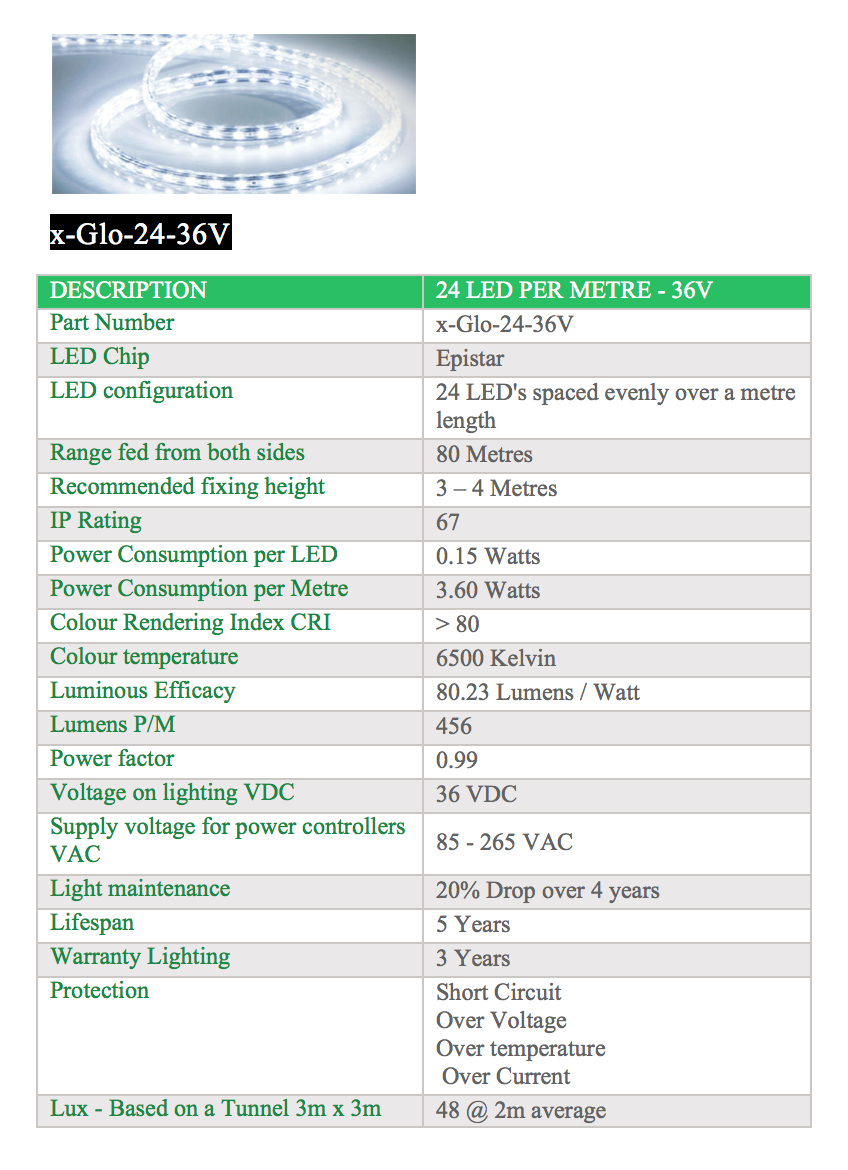 x-Glo-24-36V
DESCRIPTION 24 LED PER METRE - 36V
Part Number x-Glo-24-36V
LED Chip Epistar
LED configuration 24 LED's spaced evenly over a metre
length
Range fed from both sides 80 Metres
Recommended fixing height 3 – 4 Metres
IP Rating 67
Power Consumption per LED 0.15 Watts
Power Consumption per Metre 3.60 Watts
Colour Rendering Index CRI > 80
Colour temperature 6500 Kelvin
Luminous Efficacy 80.23 Lumens / Watt
Lumens P/M 456
Power factor 0.99
Voltage on lighting VDC 36 VDC
Supply voltage for power controllers
VAC 85 - 265 VAC
Light maintenance 20% Drop over 4 years
Lifespan 5 Years
Warranty Lighting 3 Years
Protection Short Circuit
Over Voltage
Over temperature
Over Current
Lux - Based on a Tunnel 3m x 3m 48 @ 2m average